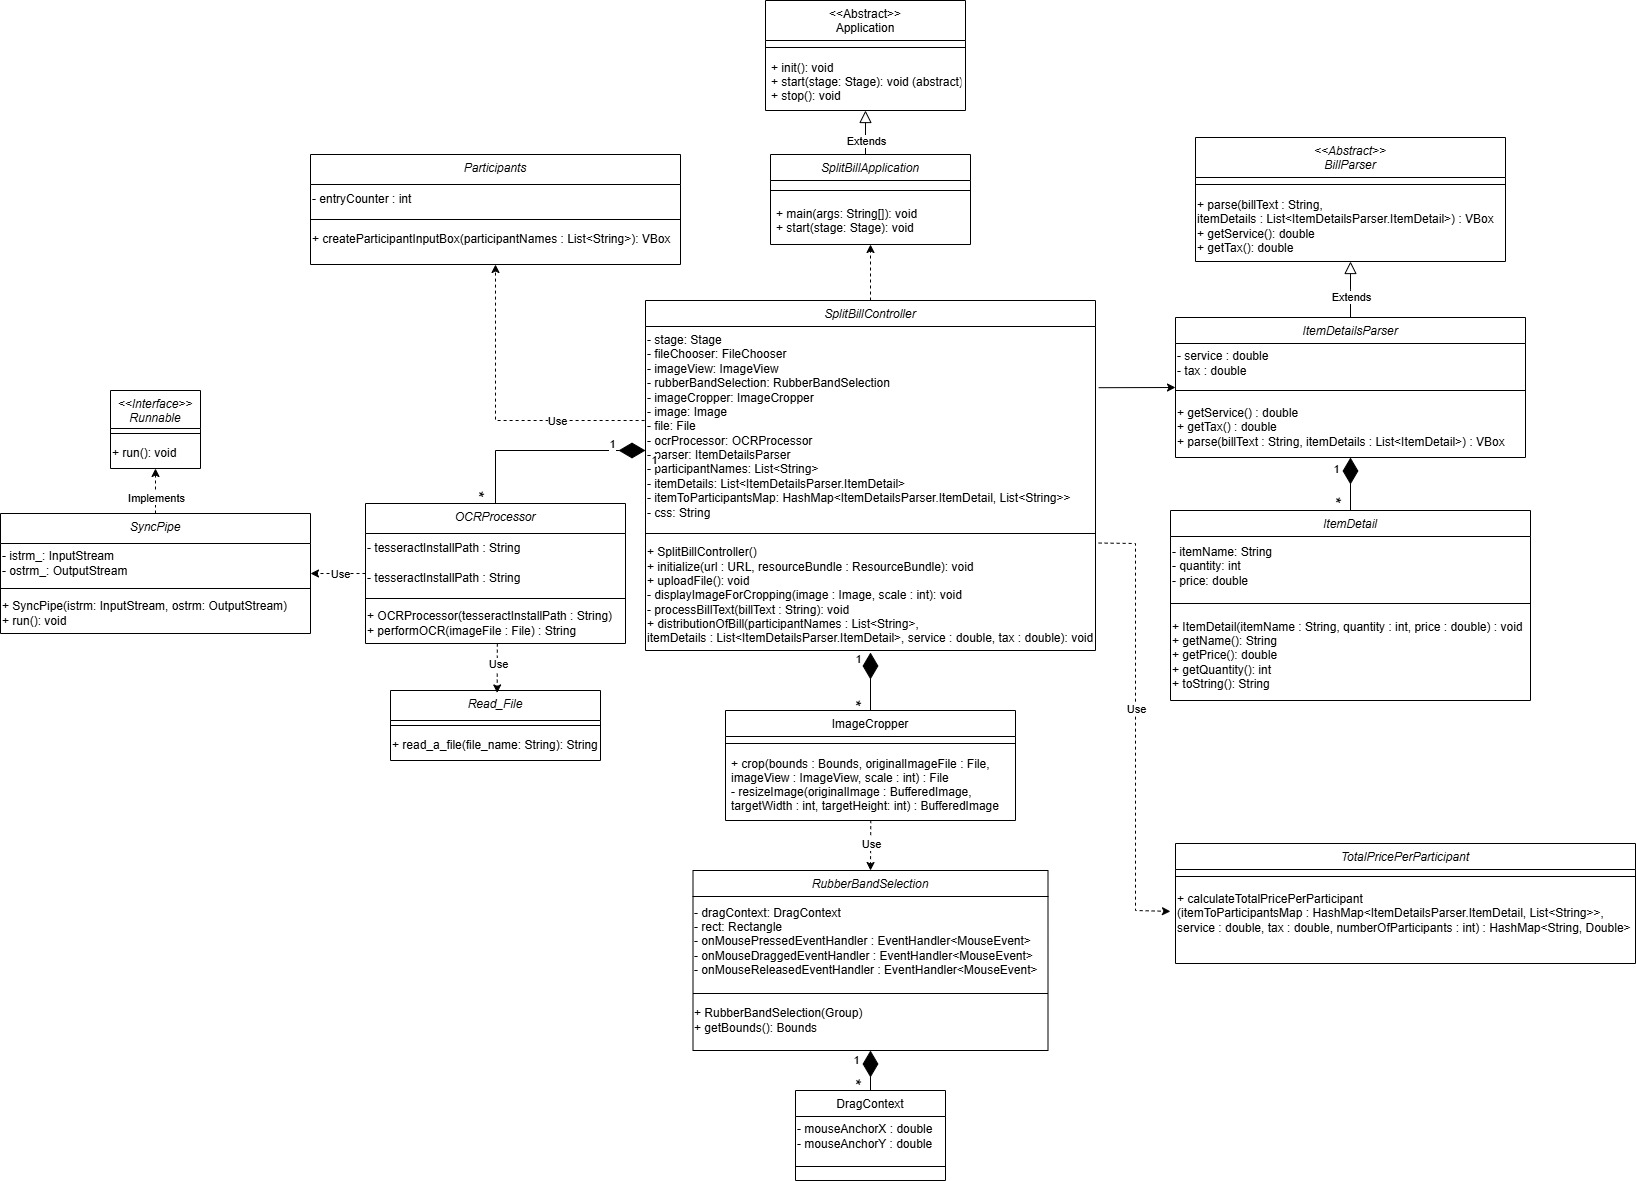 <<Abstract>>
Application
+ init(): void
+ start(stage: Stage): void (abstract)
+ stop(): void
Extends
SplitBillApplication
+ main(args: String[]): void
+ start(stage: Stage): void
Participants
- entryCounter : int
+ createParticipantInputBox(participantNames : List<String>): VBox
<<Abstract>>
BillParser
+ parse(billText : String,
itemDetails : List<ItemDetailsParser.ItemDetail>) : VBox
+ getService(): double
+ getTax(): double
Extends
ItemDetailsParser
- service : double
- tax : double
+ getService() : double
+ getTax() : double
+ parse(billText : String, itemDetails : List<ItemDetail>) : VBox
1
*
ItemDetail
- itemName: String
- quantity: int
- price: double
+ ItemDetail(itemName : String, quantity : int, price : double) : void
+ getName(): String
+ getPrice(): double
+ getQuantity(): int
+ toString(): String
SplitBillController
- stage: Stage
- fileChooser: FileChooser
- imageView: ImageView
- rubberBandSelection: RubberBandSelection
- imageCropper: ImageCropper
- image: Image
- file: File
- ocrProcessor: OCRProcessor
- parser: ItemDetailsParser
- participantNames: List<String>
- itemDetails: List<ItemDetailsParser.ItemDetail>
- itemToParticipantsMap: HashMap<ItemDetailsParser.ItemDetail, List<String>>
- css: String
+ SplitBillController()
+ initialize(url : URL, resourceBundle : ResourceBundle): void
+ uploadFile(): void
- displayImageForCropping(image : Image, scale : int): void
- processBillText(billText : String): void
+ distributionOfBill(participantNames : List<String>,
itemDetails : List<ItemDetailsParser.ItemDetail>, service : double, tax : double): void
Use
1
1
*
<<Interface>>
Runnable
+ run(): void
Implements
SyncPipe
- istrm_: InputStream
- ostrm_: OutputStream
+ SyncPipe(istrm: InputStream, ostrm: OutputStream)
+ run(): void
Use
OCRProcessor
- tesseractInstallPath : String
- tesseractInstallPath : String
+ OCRProcessor(tesseractInstallPath : String)
+ performOCR(imageFile : File) : String
Use
Read_File
+ read_a_file(file_name: String): String
1
*
ImageCropper
+ crop(bounds : Bounds, originalImageFile : File,
imageView : ImageView, scale : int) : File
- resizeImage(originalImage : BufferedImage,
targetWidth : int, targetHeight: int) : BufferedImage
Use
Use
TotalPricePerParticipant
+ calculateTotalPricePerParticipant
(itemToParticipantsMap : HashMap<ItemDetailsParser.ItemDetail, List<String>>,
service : double, tax : double, numberOfParticipants : int) : HashMap<String, Double>
RubberBandSelection
- dragContext: DragContext
- rect: Rectangle
- onMousePressedEventHandler : EventHandler<MouseEvent>
- onMouseDraggedEventHandler : EventHandler<MouseEvent>
- onMouseReleasedEventHandler : EventHandler<MouseEvent>
+ RubberBandSelection(Group)
+ getBounds(): Bounds
1
*
DragContext
- mouseAnchorX : double
- mouseAnchorY : double